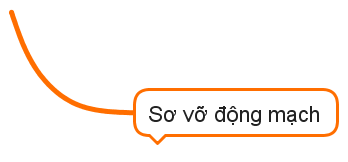 Sơ vỡ động mạch